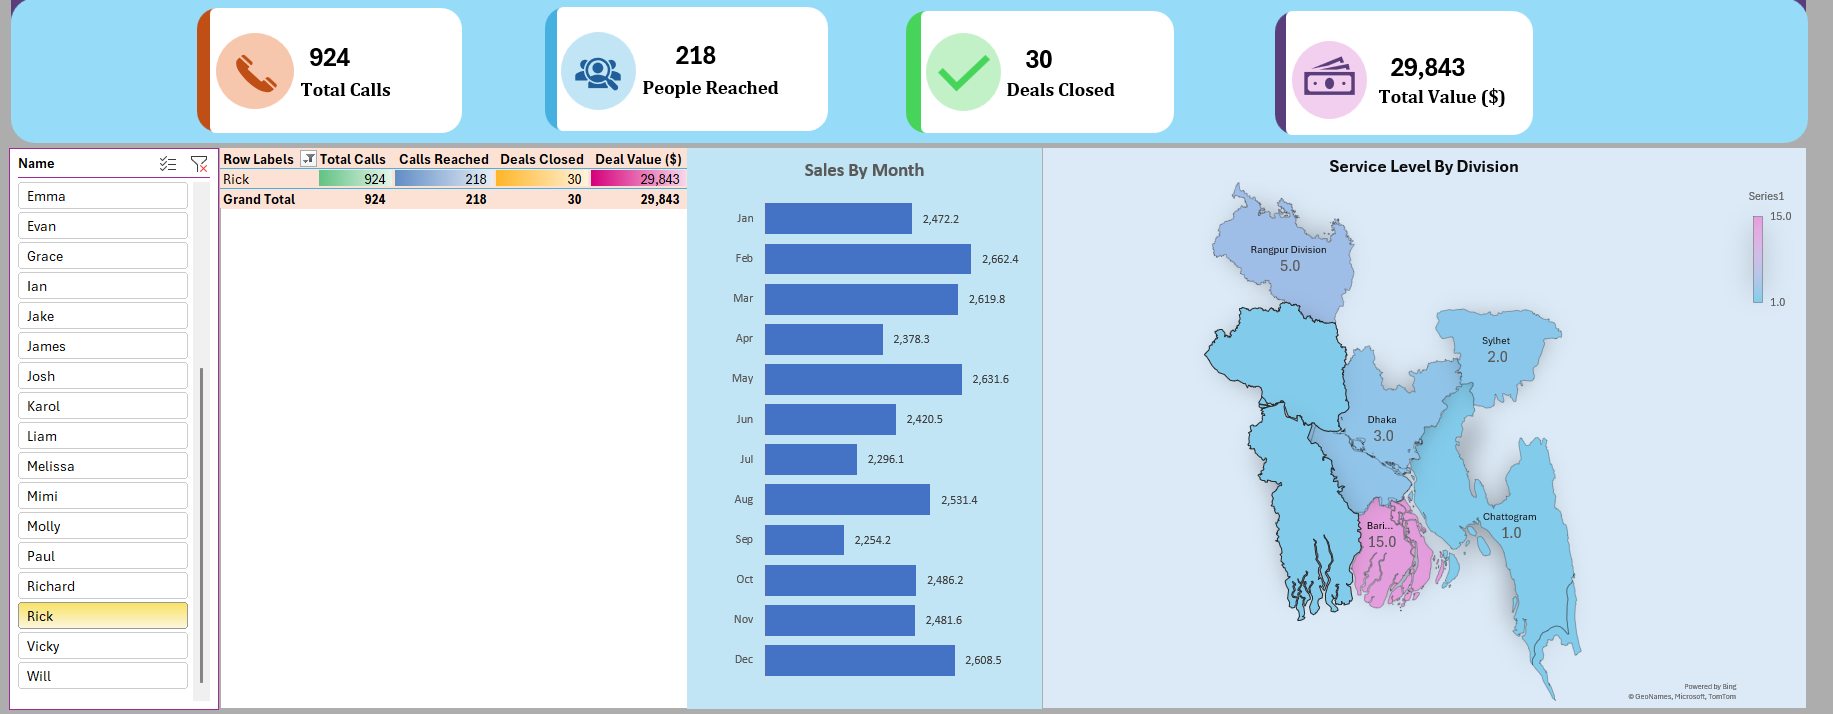 924
Total Calls
218
People Reached
30
Deals Closed
29,843
Total Value ($)
Name
Emma
Evan
Grace
Ian
Jake
James
Josh
Karol
Liam
Melissa
Mimi
Molly
Paul
Richard
Rick
Vicky
Will
Row Labels Total Calls Calls Reached Deals Closed Deal Value ($)
Rick 924 218 30 29,843
Grand Total 924 218 30 29,843
Sales By Month
Jan 2,472.2
Feb 2,662.4
Mar 2,619.8
Apr 2,378.3
May 2,631.6
Jun 2,420.5
Jul 2,296.1
Aug 2,531.4
Sep 2,254.2
Oct 2,486.2
Nov 2,481.6
Dec 2,608.5
Service Level By Division
Series1
15.0
1.0
Rangpur Division
5.0
Sylhet
2.0
Dhaka
3.0
Chattogram
1.0
Bari...
15.0
Powered by Bing
© GeoNames, Microsoft, TomTom